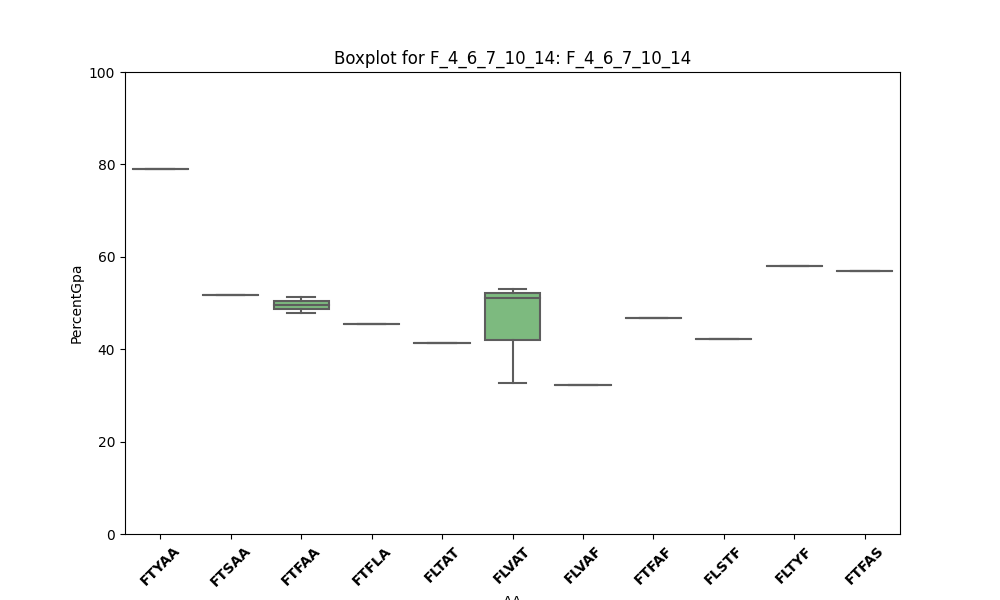 Boxplot for F_4_6_7_10_14: F_4_6_7_10_14
100
80
60
40
20
0
PercentGpa
FTYAA
FTSAA
FTFAA
FTFLA
FLTAT
FLVAT
FLVAF
FTFAF
FLSTF
FLTYF
FTFAS
AA